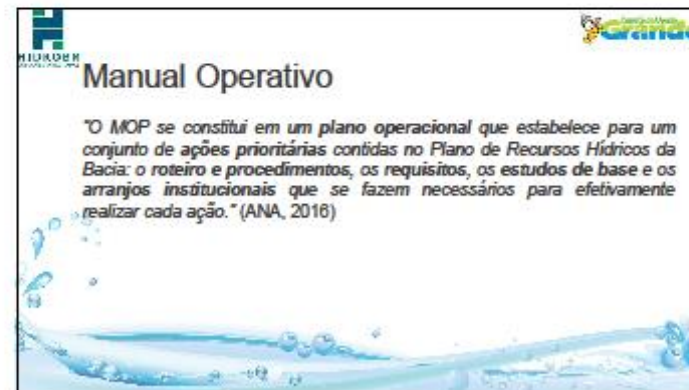 HIDROBR
Grande
Manual Operativo
"O MOP se constitui em um plano operacional que estabelece para um
conjunto de ações prioritárias contidas no Plano de Recursos Hídricos da
Bacia: o roteiro e procedimentos, os requisitos, os estudos de base e os
arranjos institucionais que se fazem necessários para efetivamente
realizar cada ação." (ANA, 2016)